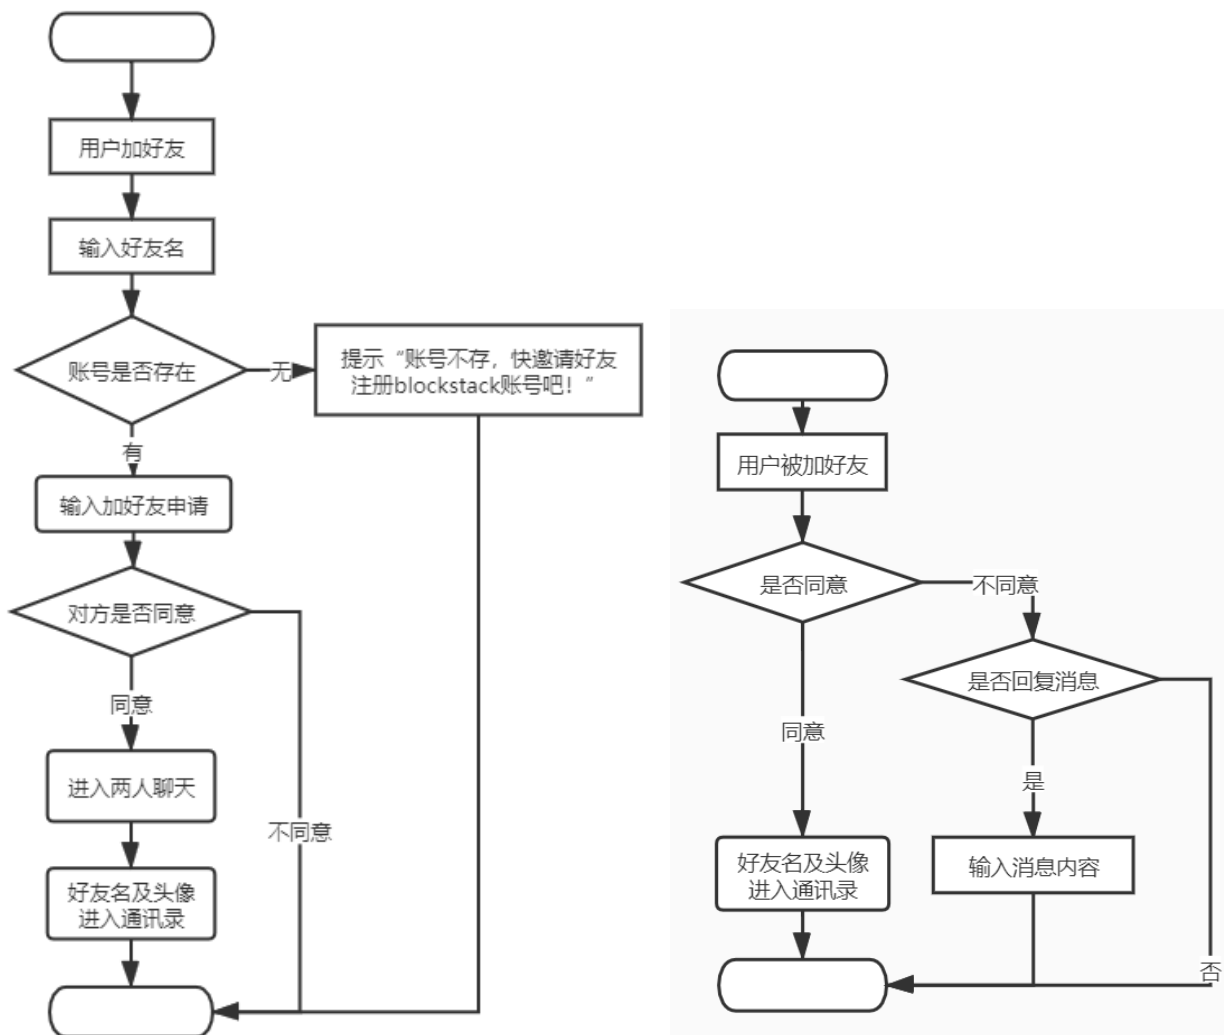 用户加好友
输入好友名
账号是否存在
无
提示“账号不存，快邀请好友
注册blockstack账号吧！”
有
输入加好友申请
对方是否同意
同意
进入两人聊天
不同意
好友名及头像
进入通讯录
用户被加好友
是否同意
不同意
是否回复消息
同意
是
好友名及头像
进入通讯录
输入消息内容
否